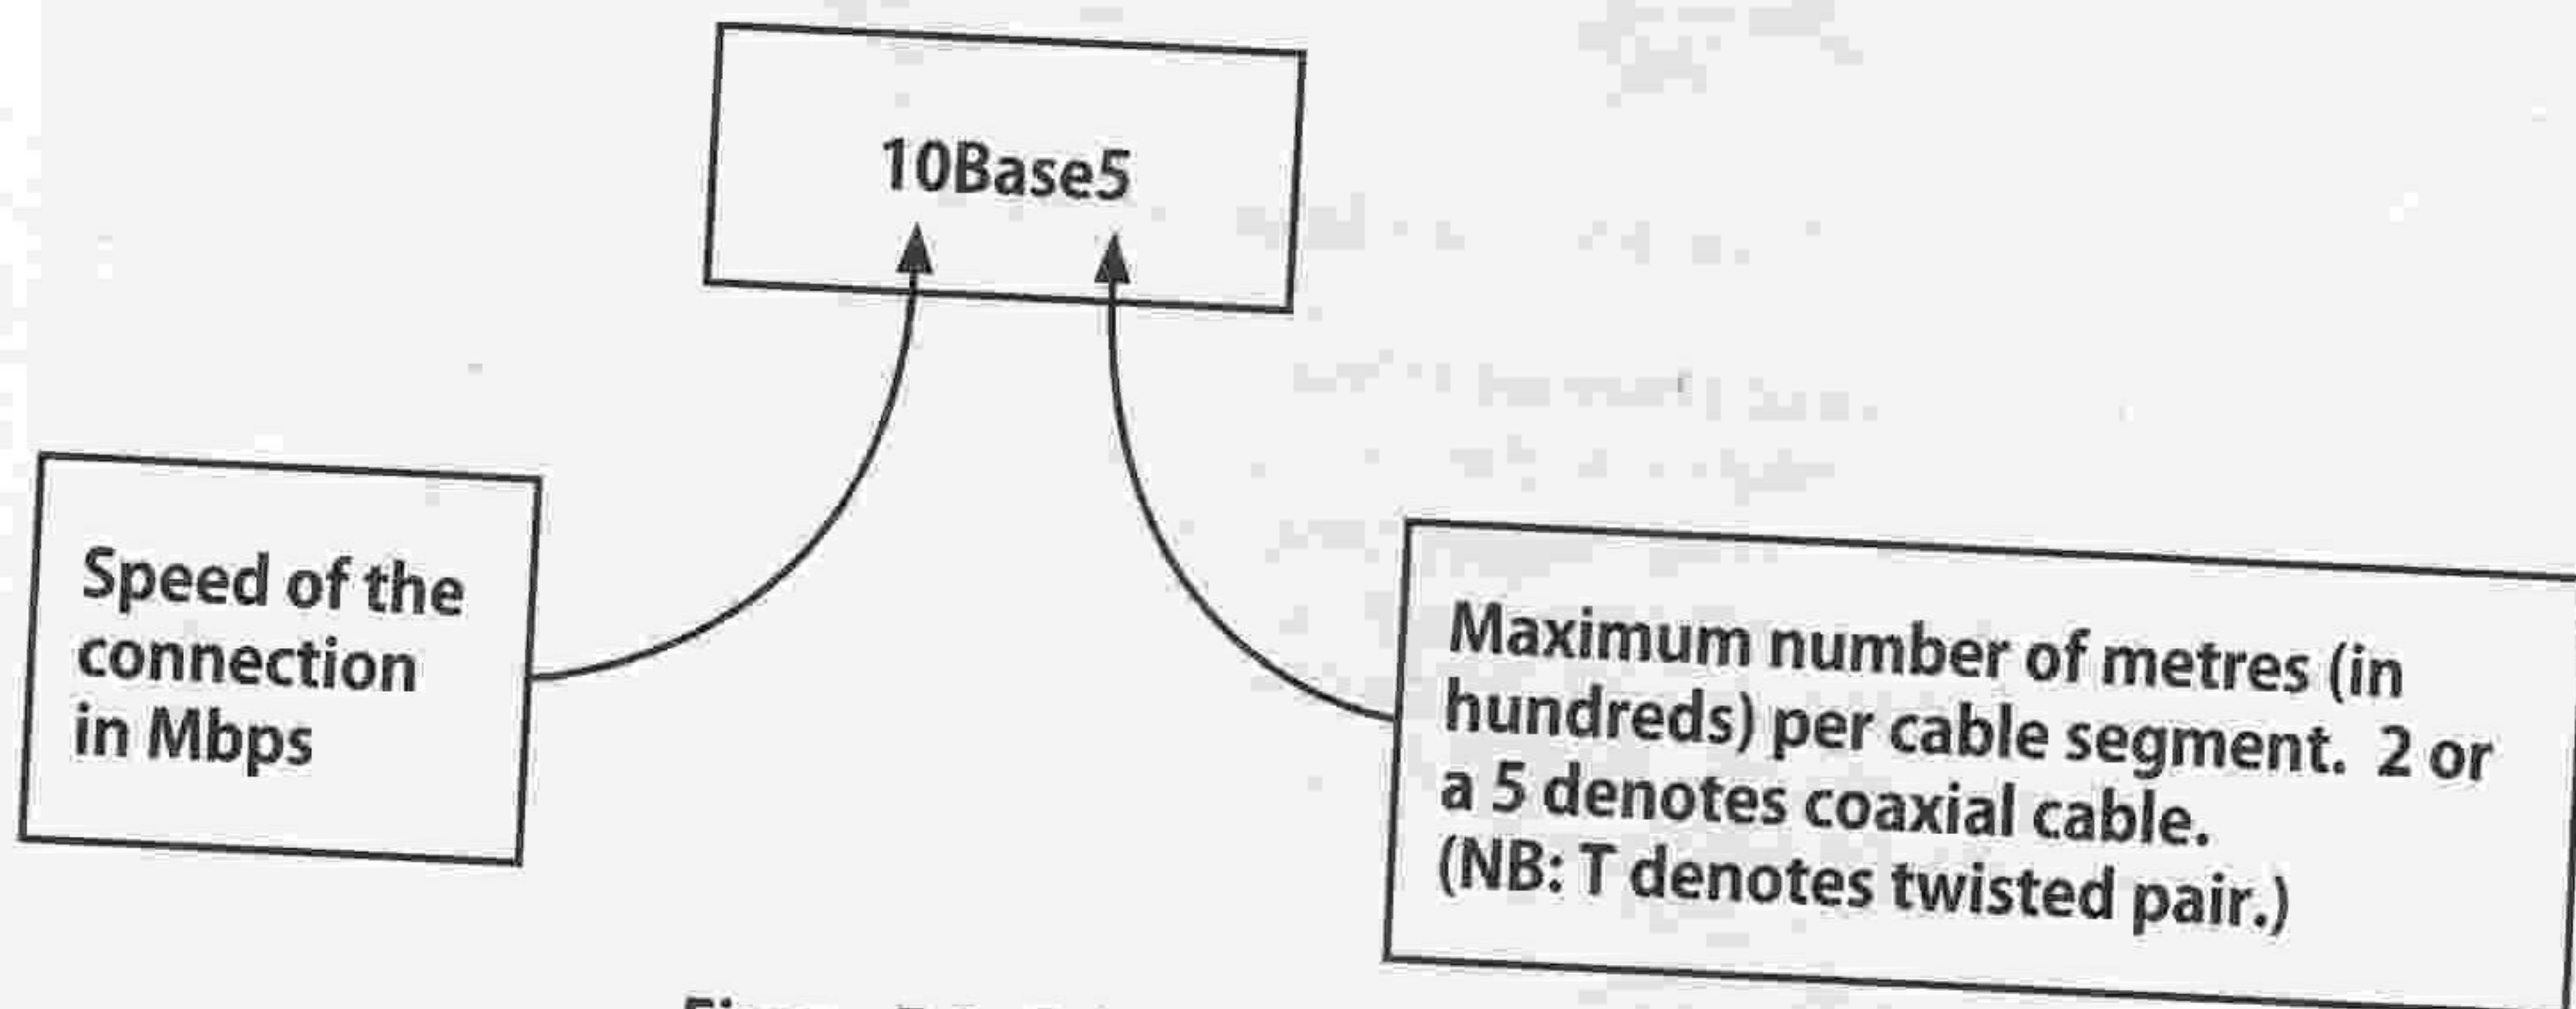 10Base5
Speed of the
connection
in Mbps
Maximum number of metres (in
hundreds) per cable segment. 2 or
a 5 denotes coaxial cable.
(NB: T denotes twisted pair.)